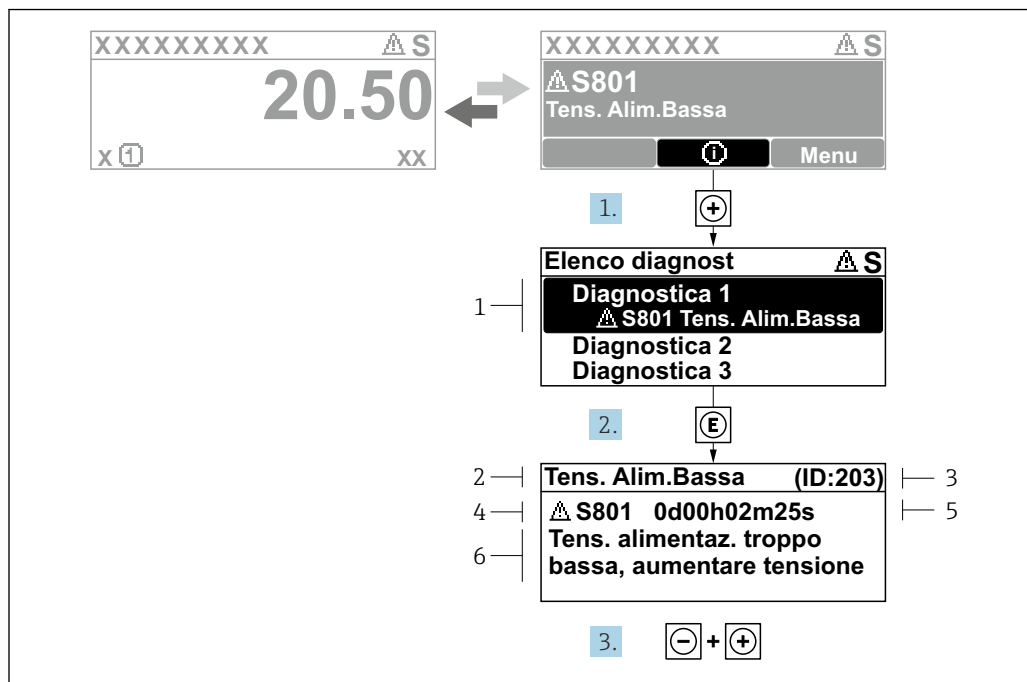 XXXXXXXXX ⚠ S
20.50
x ① xx
XXXXXXXXX ⚠ S
⚠ S801
Tens. Alim.Bassa
ⓘ Menu
1. ⊕
Elenco diagnost ⚠ S
1 Diagnostica 1
⚠ S801 Tens. Alim.Bassa
Diagnostica 2
Diagnostica 3
2. Ⓔ
2 Tens. Alim.Bassa (ID:203) 3
4 ⚠ S801 0d00h02m25s 5
6 Tens. alimentaz. troppo
bassa, aumentare tensione
3. ⊖ + ⊕